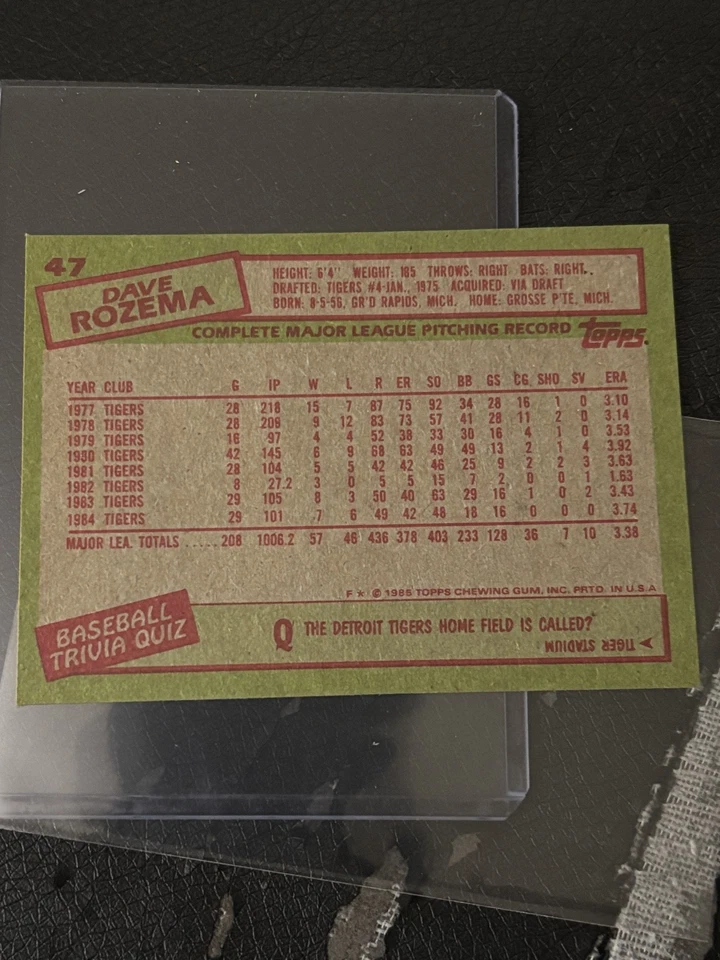 47
DAVE
ROZEMA
HEIGHT: 6'4" WEIGHT: 185 THROWS: RIGHT BATS: RIGHT
DRAFTED: TIGERS #4-JAN., 1975 ACQUIRED: VIA DRAFT
BORN: 8-5-56, GR'D RAPIDS, MICH. HOME: GROSSE P'TE, MICH.
COMPLETE MAJOR LEAGUE PITCHING RECORD TOPPS
YEAR CLUB G IP W L R ER SO BB GS CG SHO SV ERA
1977 TIGERS 28 218 15 7 87 75 92 34 28 16 1 0 3.10
1978 TIGERS 28 209 9 12 83 73 57 41 28 11 2 0 3.14
1979 TIGERS 16 97 4 4 52 38 33 30 16 4 1 0 3.53
1980 TIGERS 42 145 6 9 68 63 49 49 13 2 1 4 3.92
1981 TIGERS 28 104 5 5 42 42 46 25 9 2 2 3 3.63
1982 TIGERS 8 27.2 3 0 5 5 15 7 2 0 0 1 1.63
1983 TIGERS 29 105 8 3 50 40 63 29 16 1 0 2 3.43
1984 TIGERS 29 101 7 6 49 42 48 18 16 0 0 0 3.74
MAJOR LEA. TOTALS ..... 208 1006.2 57 46 436 378 403 233 128 36 7 10 3.38
F ★ © 1985 TOPPS CHEWING GUM, INC. PRTD. IN U.S.A
BASEBALL
TRIVIA QUIZ
Q THE DETROIT TIGERS HOME FIELD IS CALLED?
TIGER STADIUM